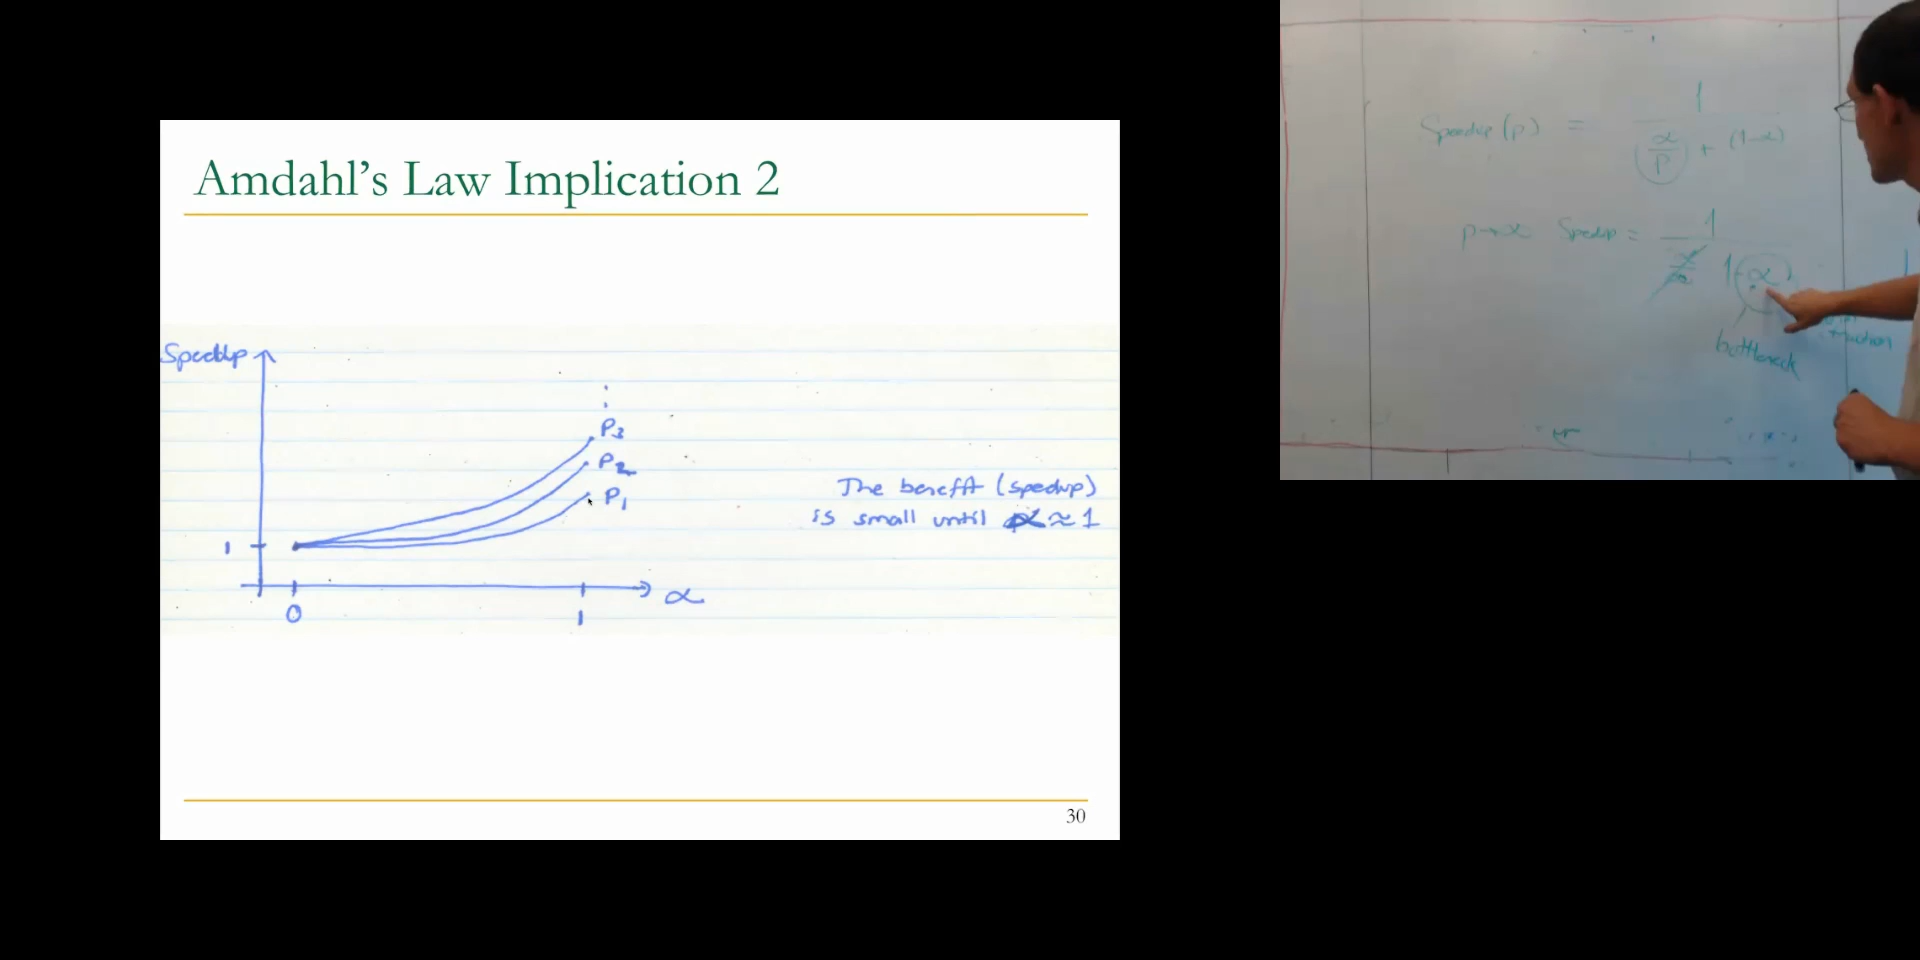 Amdahl's Law Implication 2
Speedup
P3
P2
P1
1
0
1
α
The benefit (speedup)
is small until α ≈ 1
30
Speedup (p) = 1
α/p + (1-α)
p→∞ Speedup = 1
1-α
bottleneck